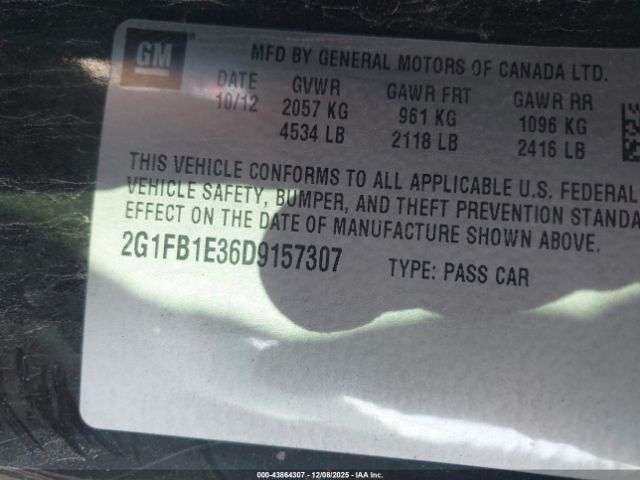 GM
MFD BY GENERAL MOTORS OF CANADA LTD.
DATE GVWR GAWR FRT GAWR RR
10/12 2057 KG 961 KG 1096 KG
4534 LB 2118 LB 2416 LB
THIS VEHICLE CONFORMS TO ALL APPLICABLE U.S. FEDERAL
VEHICLE SAFETY, BUMPER, AND THEFT PREVENTION STANDA
EFFECT ON THE DATE OF MANUFACTURE SHOWN ABOVE.
2G1FB1E36D9157307 TYPE: PASS CAR
000-43864307 - 12/08/2025 - IAA Inc.